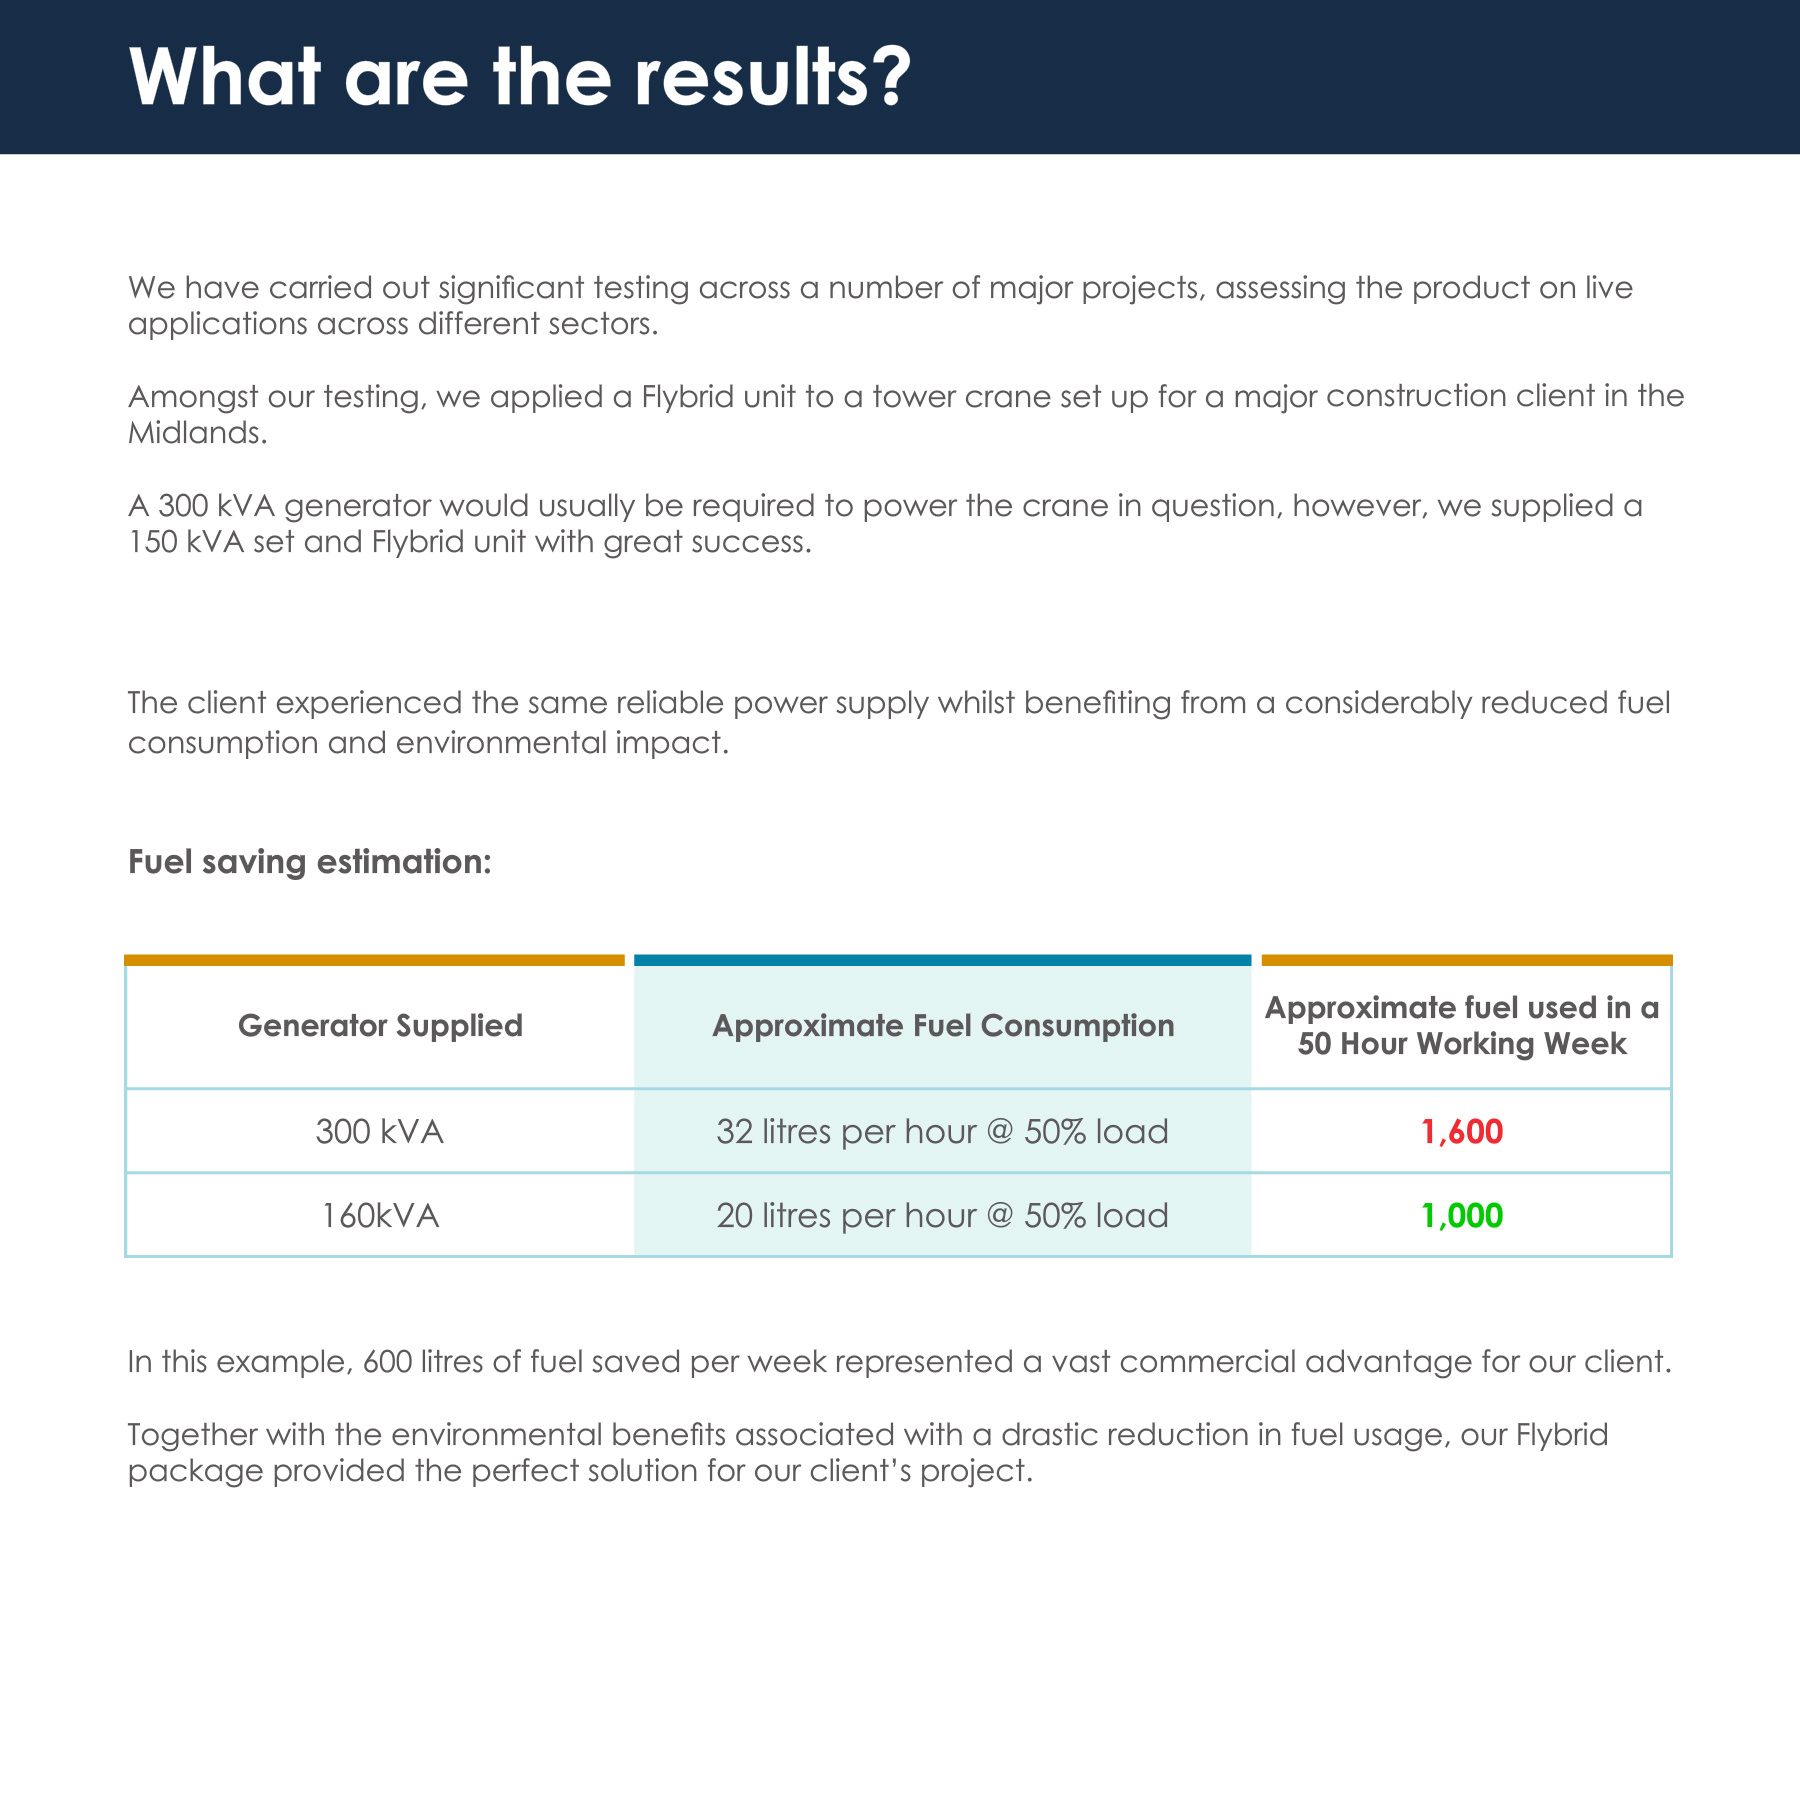 What are the results?
We have carried out significant testing across a number of major projects, assessing the product on live
applications across different sectors.
Amongst our testing, we applied a Flybrid unit to a tower crane set up for a major construction client in the
Midlands.
A 300 kVA generator would usually be required to power the crane in question, however, we supplied a
150 kVA set and Flybrid unit with great success.
The client experienced the same reliable power supply whilst benefiting from a considerably reduced fuel
consumption and environmental impact.
Fuel saving estimation:
Generator Supplied
Approximate Fuel Consumption
Approximate fuel used in a
50 Hour Working Week
300 kVA
32 litres per hour @ 50% load
1,600
160kVA
20 litres per hour @ 50% load
1,000
In this example, 600 litres of fuel saved per week represented a vast commercial advantage for our client.
Together with the environmental benefits associated with a drastic reduction in fuel usage, our Flybrid
package provided the perfect solution for our client’s project.